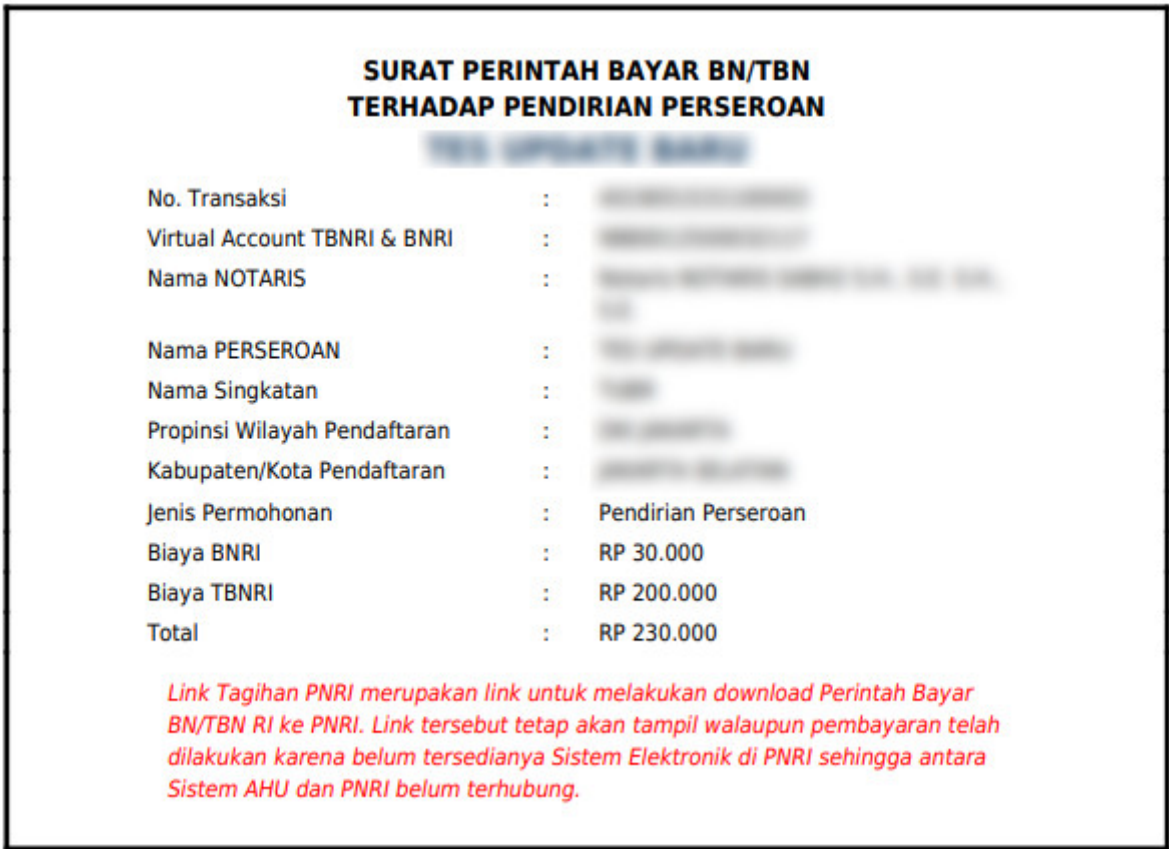 SURAT PERINTAH BAYAR BN/TBN
TERHADAP PENDIRIAN PERSEROAN
TES UPDATE BARU
No. Transaksi :
Virtual Account TBNRI & BNRI :
Nama NOTARIS :
Nama PERSEROAN :
Nama Singkatan :
Propinsi Wilayah Pendaftaran :
Kabupaten/Kota Pendaftaran :
Jenis Permohonan : Pendirian Perseroan
Biaya BNRI : RP 30.000
Biaya TBNRI : RP 200.000
Total : RP 230.000
Link Tagihan PNRI merupakan link untuk melakukan download Perintah Bayar
BN/TBN RI ke PNRI. Link tersebut tetap akan tampil walaupun pembayaran telah
dilakukan karena belum tersedianya Sistem Elektronik di PNRI sehingga antara
Sistem AHU dan PNRI belum terhubung.